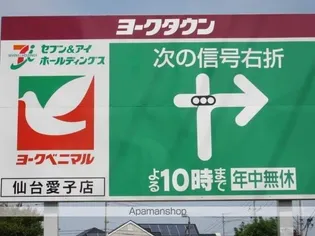 ヨークタウン
セブン&アイ
ホールディングス
ヨークベニマル
仙台愛子店
次の信号右折
よる10時まで
年中無休
Apamanshop